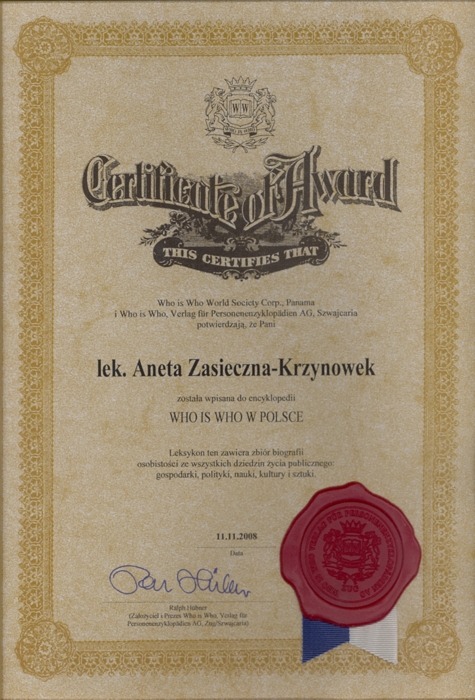 W W
Certificate of Award
THIS CERTIFIES THAT
Who is Who World Society Corp., Panama
i Who is Who, Verlag für Personenenzyklopädien AG, Szwajcaria
potwierdzają, że Pani
lek. Aneta Zasieczna-Krzynowek
została wpisana do encyklopedii
WHO IS WHO W POLSCE
Leksykon ten zawiera zbiór biografii
osobistości ze wszystkich dziedzin życia publicznego:
gospodarki, polityki, nauki, kultury i sztuki.
11.11.2008
Data
Ralph Hübner
(Założyciel i Prezes Who is Who, Verlag für
Personenenzyklopädien AG, Zug/Szwajcaria)